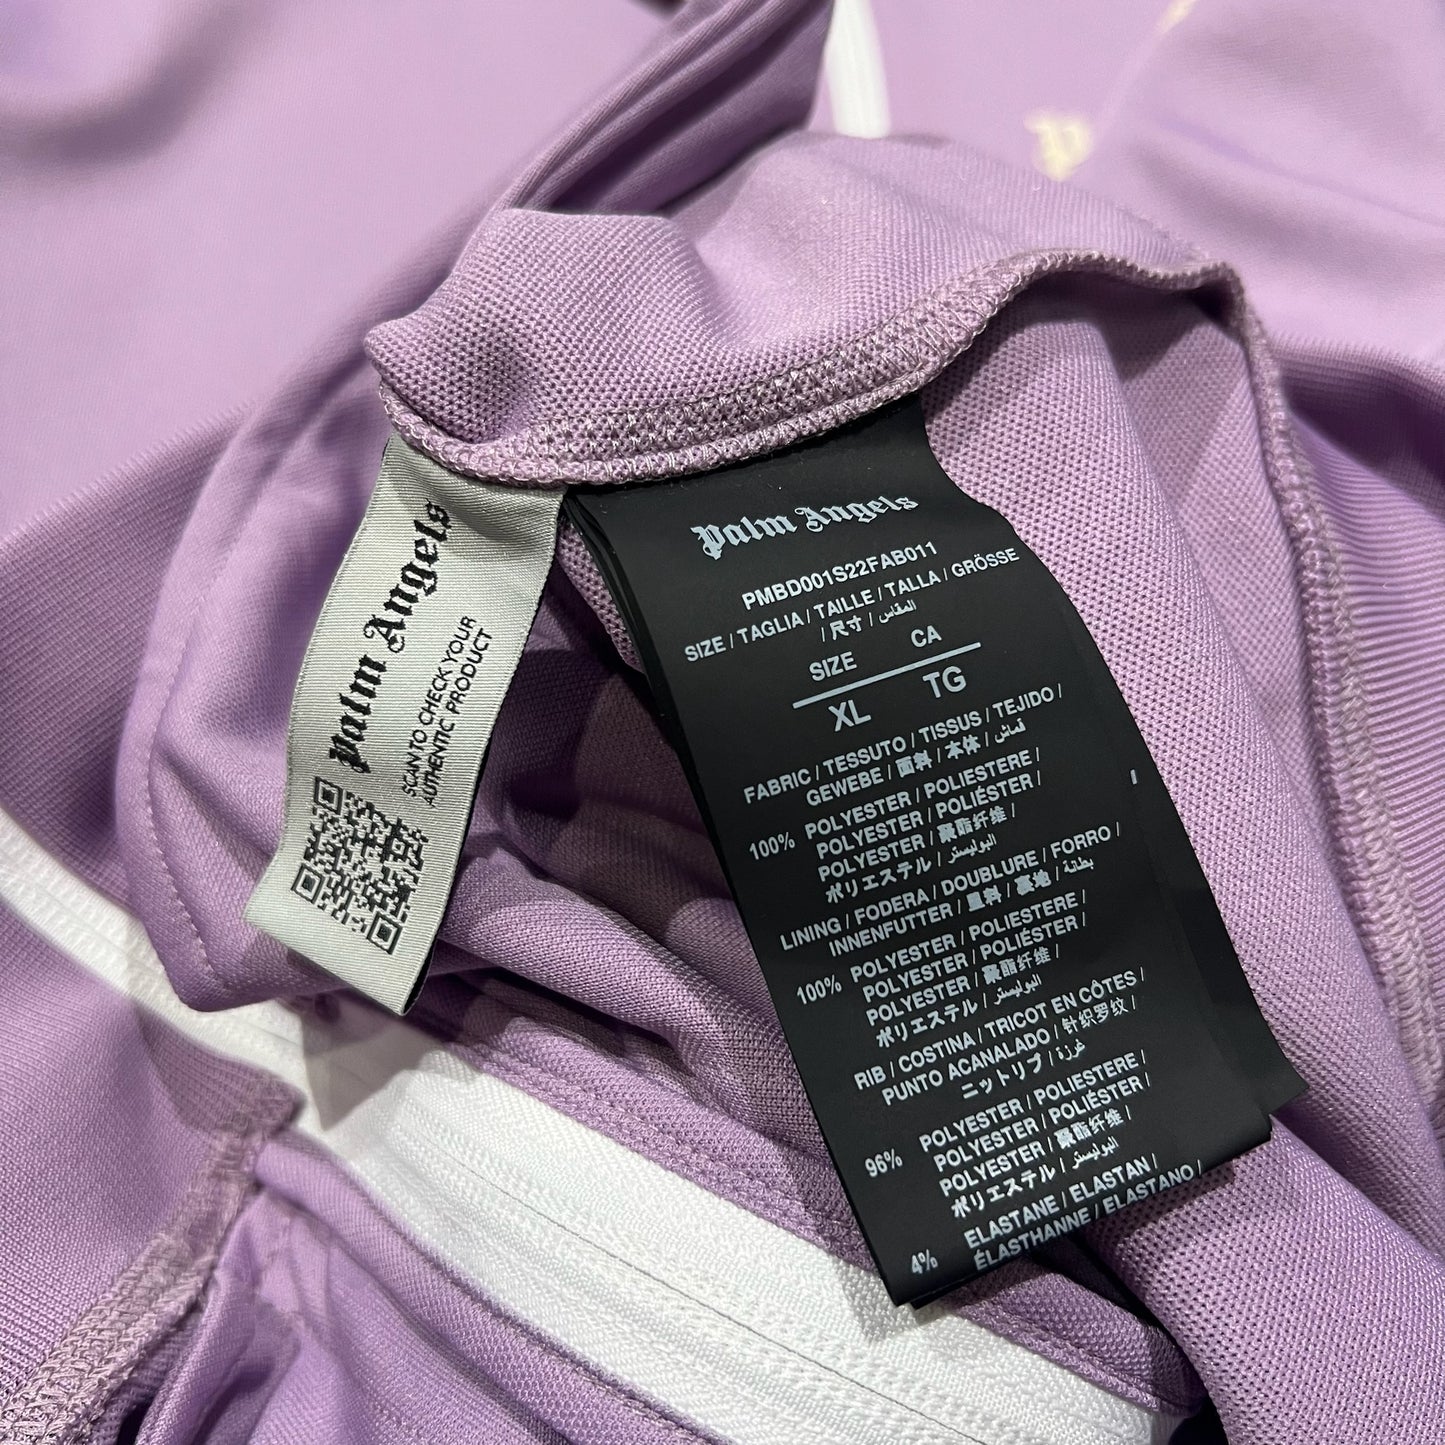 Palm Angels
SCAN TO CHECK YOUR
AUTHENTIC PRODUCT
Palm Angels
PMBD001S22FAB011
SIZE / TAGLIA / TAILLE / TALLA / GRÖSSE
/ 尺寸 / المقاس
SIZE CA
XL TG
FABRIC / TESSUTO / TISSUS / TEJIDO /
GEWEBE / 面料 / 本体 / قماش
100% POLYESTER / POLIESTERE /
POLYESTER / POLIÉSTER /
POLYESTER / 聚酯纤维 /
ポリエステル / البوليستر
LINING / FODERA / DOUBLURE / FORRO /
INNENFUTTER / 里料 / 裏地 / بطانة
100% POLYESTER / POLIESTERE /
POLYESTER / POLIÉSTER /
POLYESTER / 聚酯纤维 /
ポリエステル / البوليستر
RIB / COSTINA / TRICOT EN CÔTES /
PUNTO ACANALADO / 针织罗纹 /
ニットリブ / غرزة
96% POLYESTER / POLIESTERE /
POLYESTER / POLIÉSTER /
POLYESTER / 聚酯纤维 /
ポリエステル / البوليستر
4% ELASTANE / ELASTAN /
ÉLASTHANNE / ELASTANO /
P